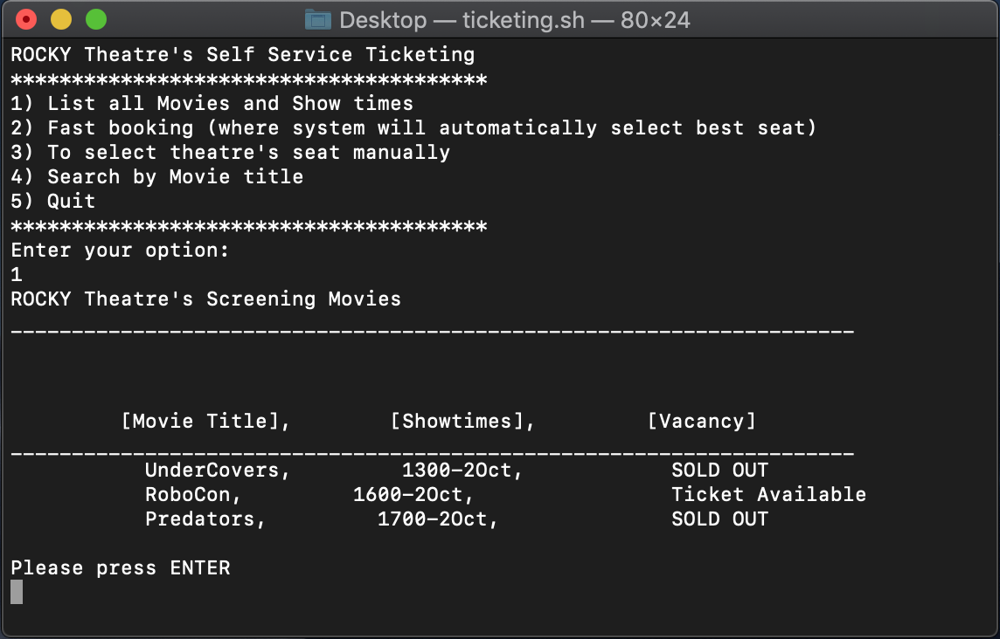 Desktop — ticketing.sh — 80×24
ROCKY Theatre's Self Service Ticketing
***************************************
1) List all Movies and Show times
2) Fast booking (where system will automatically select best seat)
3) To select theatre's seat manually
4) Search by Movie title
5) Quit
***************************************
Enter your option:
1
ROCKY Theatre's Screening Movies
---------------------------------------------------------------------
[Movie Title], [Showtimes], [Vacancy]
---------------------------------------------------------------------
UnderCovers, 1300-2Oct, SOLD OUT
RoboCon, 1600-2Oct, Ticket Available
Predators, 1700-2Oct, SOLD OUT
Please press ENTER